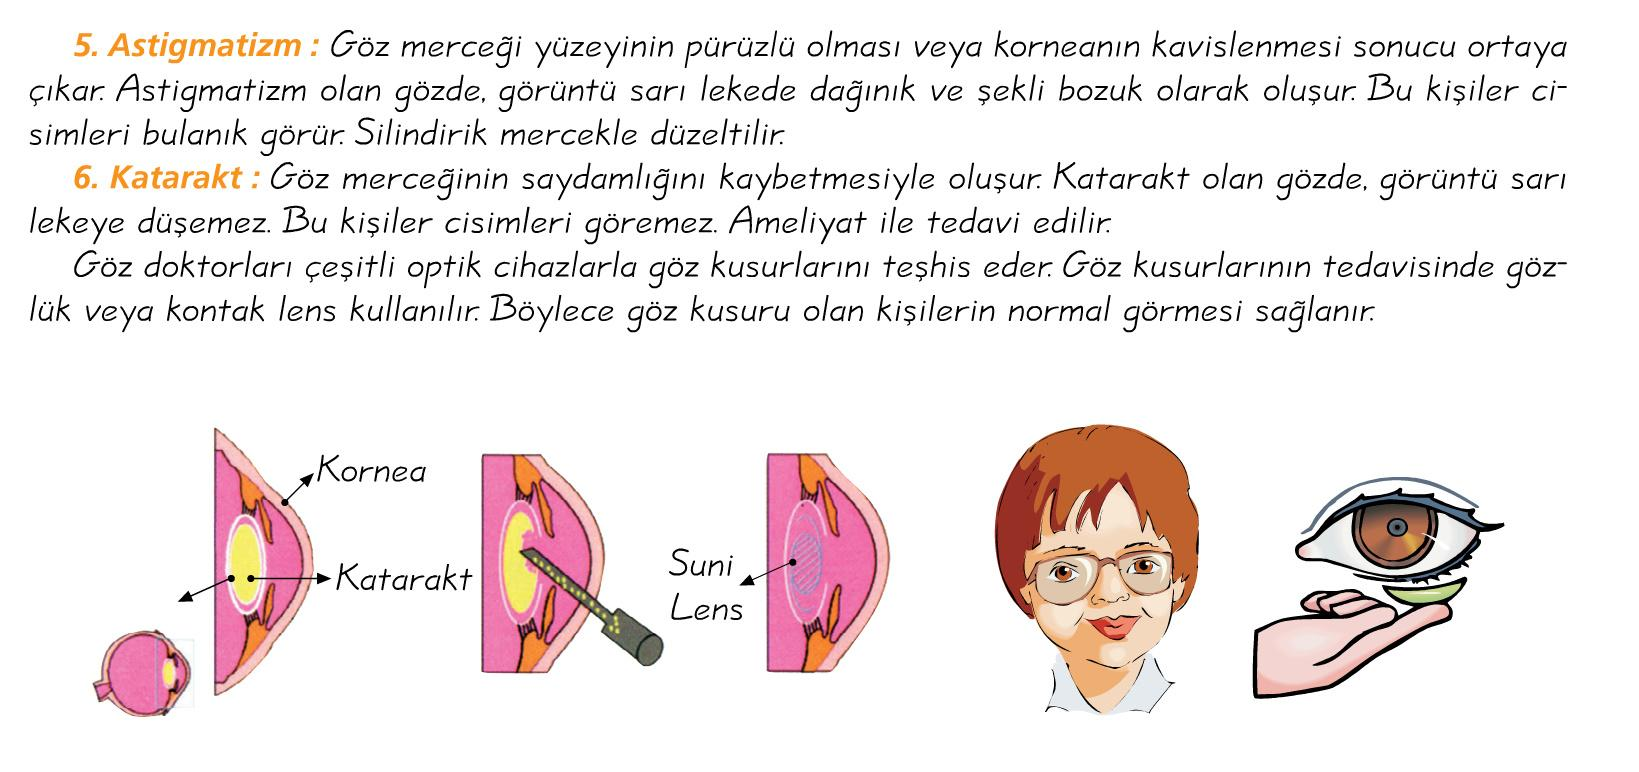 5. Astigmatizm : Göz merceği yüzeyinin pürüzlü olması veya korneanın kavislenmesi sonucu ortaya
çıkar. Astigmatizm olan gözde, görüntü sarı lekede dağınık ve şekli bozuk olarak oluşur. Bu kişiler ci-
simleri bulanık görür. Silindirik mercekle düzeltilir.
6. Katarakt : Göz merceğinin saydamlığını kaybetmesiyle oluşur. Katarakt olan gözde, görüntü sarı
lekeye düşemez. Bu kişiler cisimleri göremez. Ameliyat ile tedavi edilir.
Göz doktorları çeşitli optik cihazlarla göz kusurlarını teşhis eder. Göz kusurlarının tedavisinde göz-
lük veya kontak lens kullanılır. Böylece göz kusuru olan kişilerin normal görmesi sağlanır.
Kornea
Katarakt
Suni
Lens